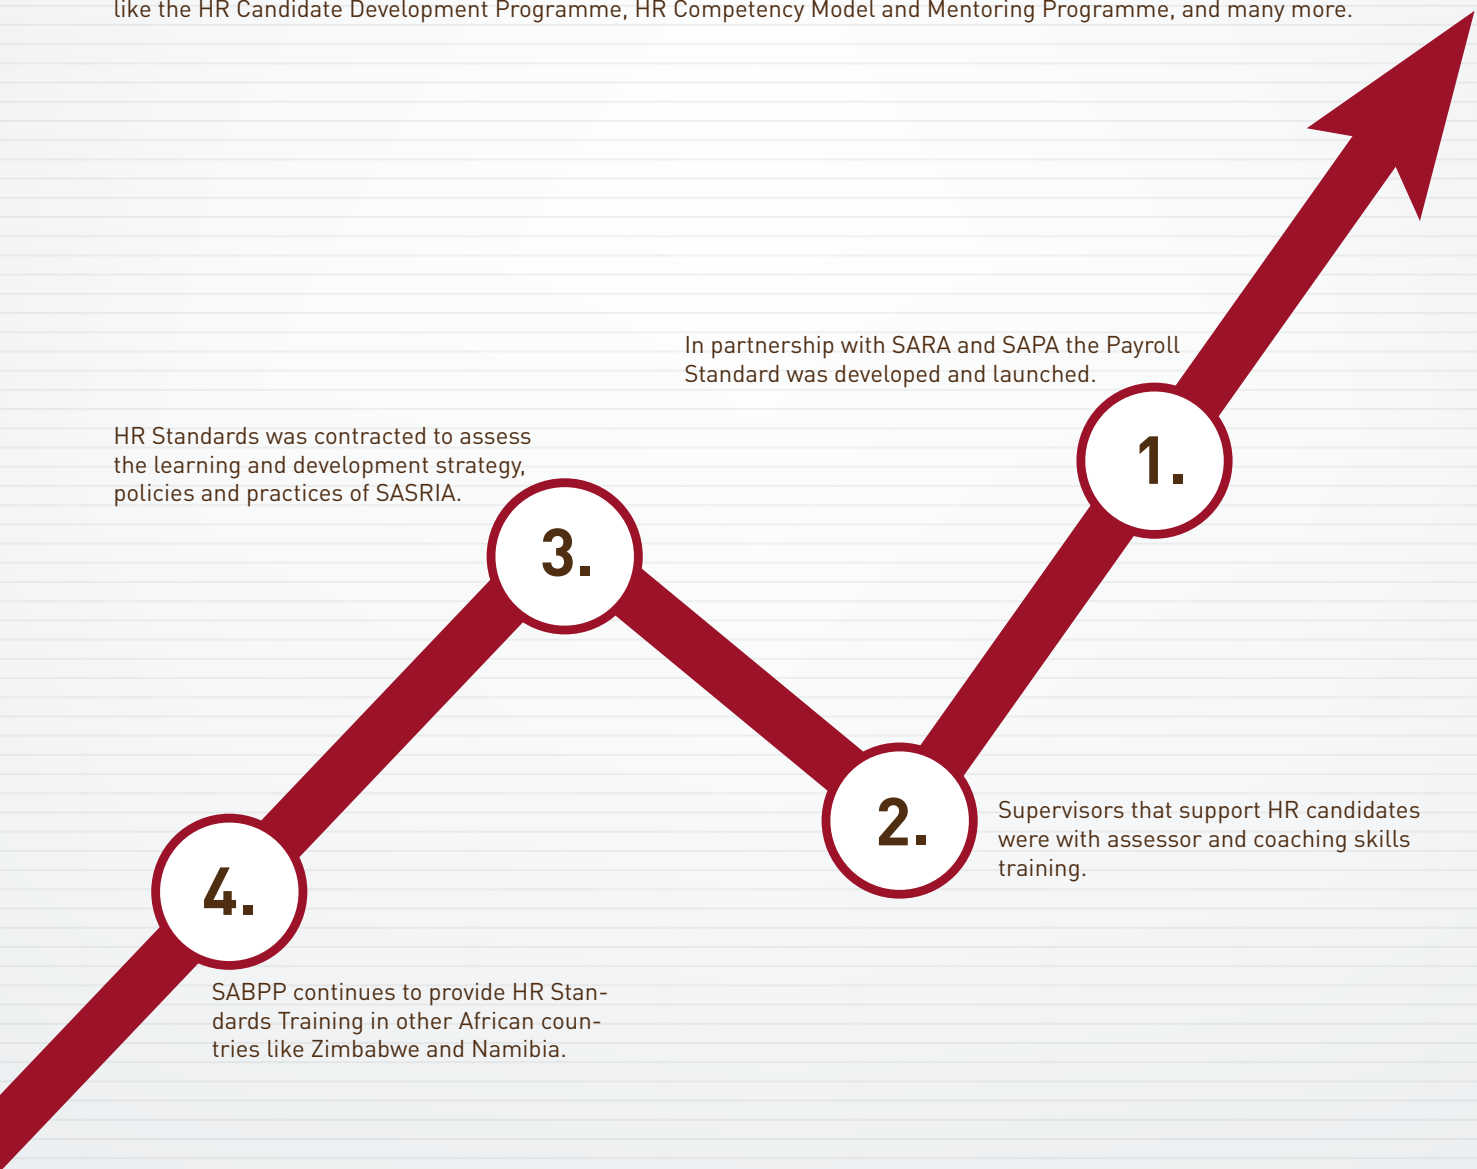 like the HR Candidate Development Programme, HR Competency Model and Mentoring Programme, and many more.
In partnership with SARA and SAPA the Payroll
Standard was developed and launched.
1.
HR Standards was contracted to assess
the learning and development strategy,
policies and practices of SASRIA.
3.
2.
Supervisors that support HR candidates
were with assessor and coaching skills
training.
4.
SABPP continues to provide HR Stan-
dards Training in other African coun-
tries like Zimbabwe and Namibia.